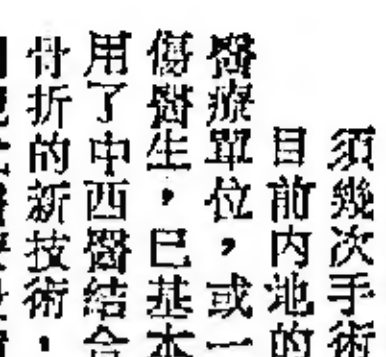 須幾次手術
目前内地的
醫療單位，或一
傷醫生，已基本
用了中西醫結合
骨折的新技術，